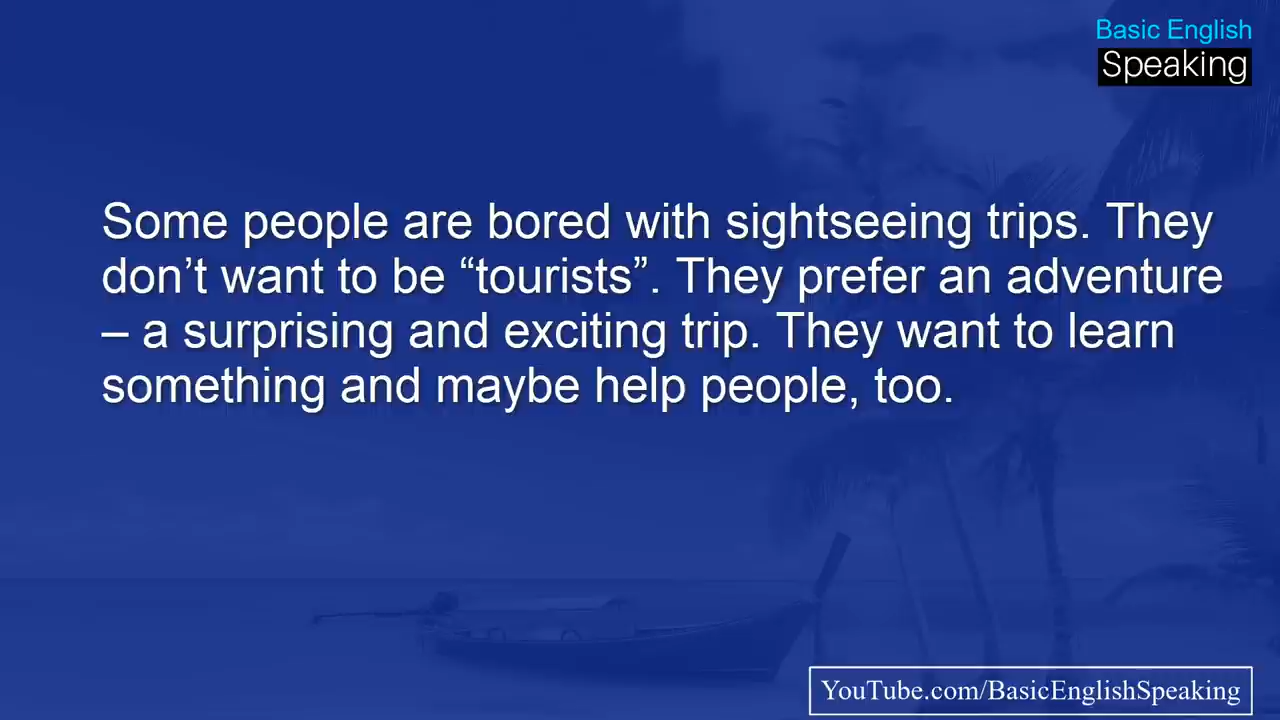 Basic English
Speaking
Some people are bored with sightseeing trips. They
don’t want to be “tourists”. They prefer an adventure
– a surprising and exciting trip. They want to learn
something and maybe help people, too.
YouTube.com/BasicEnglishSpeaking